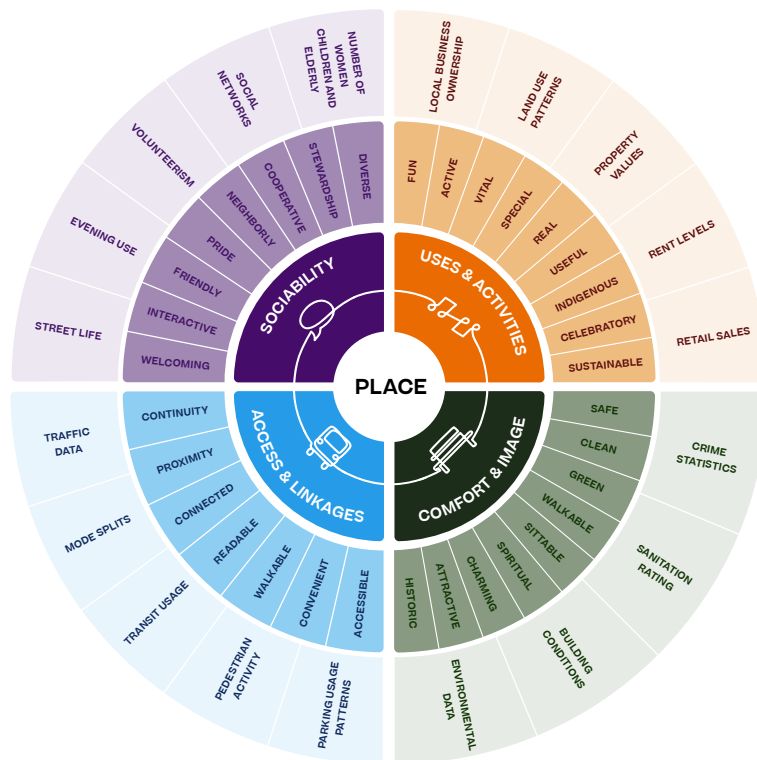 PLACE
SOCIABILITY
USES & ACTIVITIES
ACCESS & LINKAGES
COMFORT & IMAGE
WELCOMING
INTERACTIVE
FRIENDLY
PRIDE
NEIGHBORLY
COOPERATIVE
STEWARDSHIP
DIVERSE
FUN
ACTIVE
VITAL
SPECIAL
REAL
USEFUL
INDIGENOUS
CELEBRATORY
SUSTAINABLE
SAFE
CLEAN
GREEN
WALKABLE
SITTABLE
SPIRITUAL
CHARMING
ATTRACTIVE
HISTORIC
ACCESSIBLE
CONVENIENT
WALKABLE
READABLE
CONNECTED
PROXIMITY
CONTINUITY
STREET LIFE
EVENING USE
VOLUNTEERISM
SOCIAL
NETWORKS
NUMBER OF
WOMEN
CHILDREN AND
ELDERLY
LOCAL BUSINESS
OWNERSHIP
LAND USE
PATTERNS
PROPERTY
VALUES
RENT LEVELS
RETAIL SALES
CRIME
STATISTICS
SANITATION
RATING
BUILDING
CONDITIONS
ENVIRONMENTAL
DATA
PARKING USAGE
PATTERNS
PEDESTRIAN
ACTIVITY
TRANSIT USAGE
MODE SPLITS
TRAFFIC
DATA